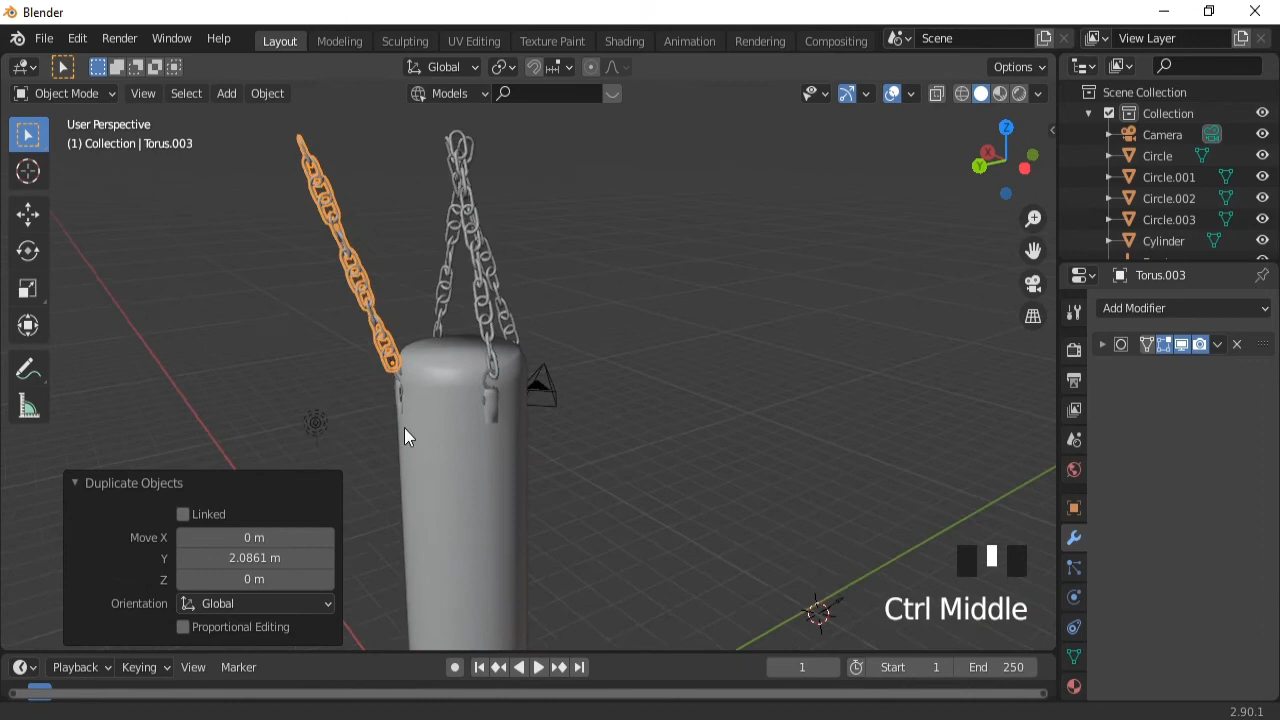 Blender
File Edit Render Window Help Layout Modeling Sculpting UV Editing Texture Paint Shading Animation Rendering Compositing Scene View Layer
Global Options
Object Mode View Select Add Object Models
User Perspective
(1) Collection | Torus.003
Z
X
Y
Scene Collection
Collection
Camera
Circle
Circle.001
Circle.002
Circle.003
Cylinder
Torus.003
Add Modifier
Duplicate Objects
Linked
Move X 0 m
Y 2.0861 m
Z 0 m
Orientation Global
Proportional Editing
Ctrl Middle
Playback Keying View Marker 1 Start 1 End 250
2.90.1